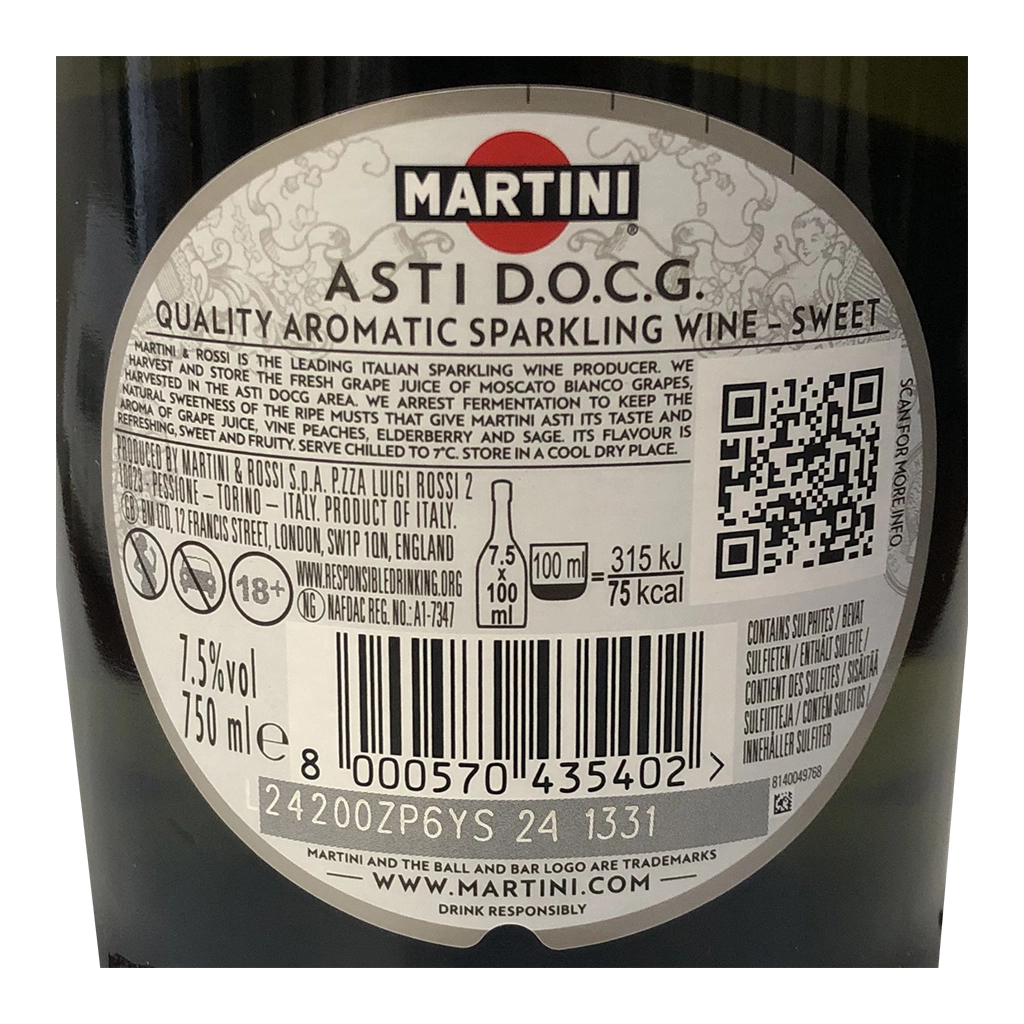 MARTINI
®
ASTI D.O.C.G.
QUALITY AROMATIC SPARKLING WINE – SWEET
MARTINI & ROSSI IS THE LEADING ITALIAN SPARKLING WINE PRODUCER. WE
HARVEST AND STORE THE FRESH GRAPE JUICE OF MOSCATO BIANCO GRAPES,
HARVESTED IN THE ASTI DOCG AREA. WE ARREST FERMENTATION TO KEEP THE
NATURAL SWEETNESS OF THE RIPE MUSTS THAT GIVE MARTINI ASTI ITS TASTE AND
AROMA OF GRAPE JUICE, VINE PEACHES, ELDERBERRY AND SAGE. ITS FLAVOUR IS
REFRESHING, SWEET AND FRUITY. SERVE CHILLED TO 7°C. STORE IN A COOL DRY PLACE.
SCAN FOR MORE INFO.
PRODUCED BY MARTINI & ROSSI S.p.A. P.ZZA LUIGI ROSSI 2
10023 - PESSIONE – TORINO – ITALY. PRODUCT OF ITALY.
GB BM LTD, 12 FRANCIS STREET, LONDON, SW1P 1QN, ENGLAND
18+
WWW.RESPONSIBLEDRINKING.ORG
NG NAFDAC REG. NO.: A1-7347
7.5
x
100
ml
100 ml
=
315 kJ
75 kcal
7.5%vol
750 ml e
CONTAINS SULPHITES / BEVAT
SULFIETEN / ENTHÄLT SULFITE /
CONTIENT DES SULFITES / SISÄLTÄÄ
SULFIITTEJA / CONTÉM SULFITOS /
INNEHÅLLER SULFITER
8 000570 435402 >
8140049768
L24200ZP6YS 24 1331
MARTINI AND THE BALL AND BAR LOGO ARE TRADEMARKS
— WWW.MARTINI.COM —
DRINK RESPONSIBLY